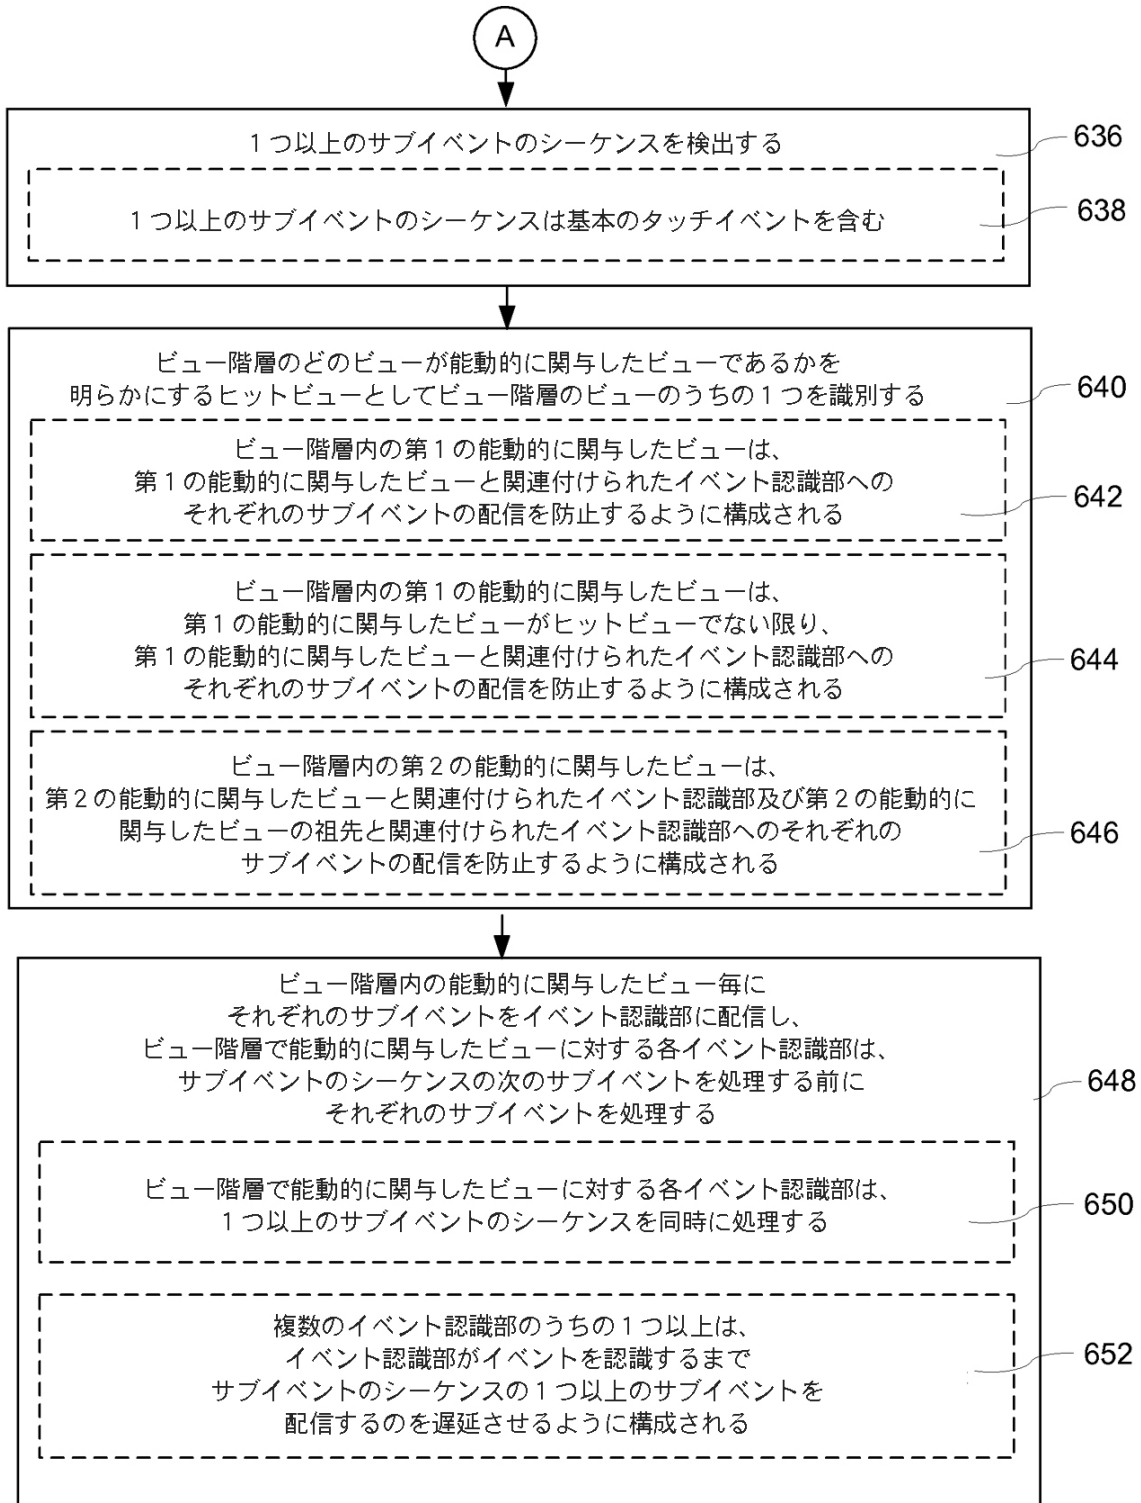 A
１つ以上のサブイベントのシーケンスを検出する
636
１つ以上のサブイベントのシーケンスは基本のタッチイベントを含む
638
ビュー階層のどのビューが能動的に関与したビューであるかを
明らかにするヒットビューとしてビュー階層のビューのうちの１つを識別する
640
ビュー階層内の第１の能動的に関与したビューは、
第１の能動的に関与したビューと関連付けられたイベント認識部への
それぞれのサブイベントの配信を防止するように構成される
642
ビュー階層内の第１の能動的に関与したビューは、
第１の能動的に関与したビューがヒットビューでない限り、
第１の能動的に関与したビューと関連付けられたイベント認識部への
それぞれのサブイベントの配信を防止するように構成される
644
ビュー階層内の第２の能動的に関与したビューは、
第２の能動的に関与したビューと関連付けられたイベント認識部及び第２の能動的に
関与したビューの祖先と関連付けられたイベント認識部へのそれぞれの
サブイベントの配信を防止するように構成される
646
ビュー階層内の能動的に関与したビュー毎に
それぞれのサブイベントをイベント認識部に配信し、
ビュー階層で能動的に関与したビューに対する各イベント認識部は、
サブイベントのシーケンスの次のサブイベントを処理する前に
それぞれのサブイベントを処理する
648
ビュー階層で能動的に関与したビューに対する各イベント認識部は、
１つ以上のサブイベントのシーケンスを同時に処理する
650
複数のイベント認識部のうちの１つ以上は、
イベント認識部がイベントを認識するまで
サブイベントのシーケンスの１つ以上のサブイベントを
配信するのを遅延させるように構成される
652